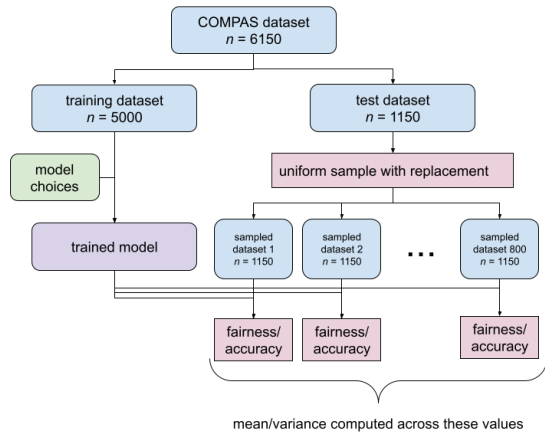 COMPAS dataset
n = 6150
training dataset
n = 5000
test dataset
n = 1150
model
choices
uniform sample with replacement
trained model
sampled
dataset 1
n = 1150
sampled
dataset 2
n = 1150
...
sampled
dataset 800
n = 1150
fairness/
accuracy
fairness/
accuracy
fairness/
accuracy
mean/variance computed across these values